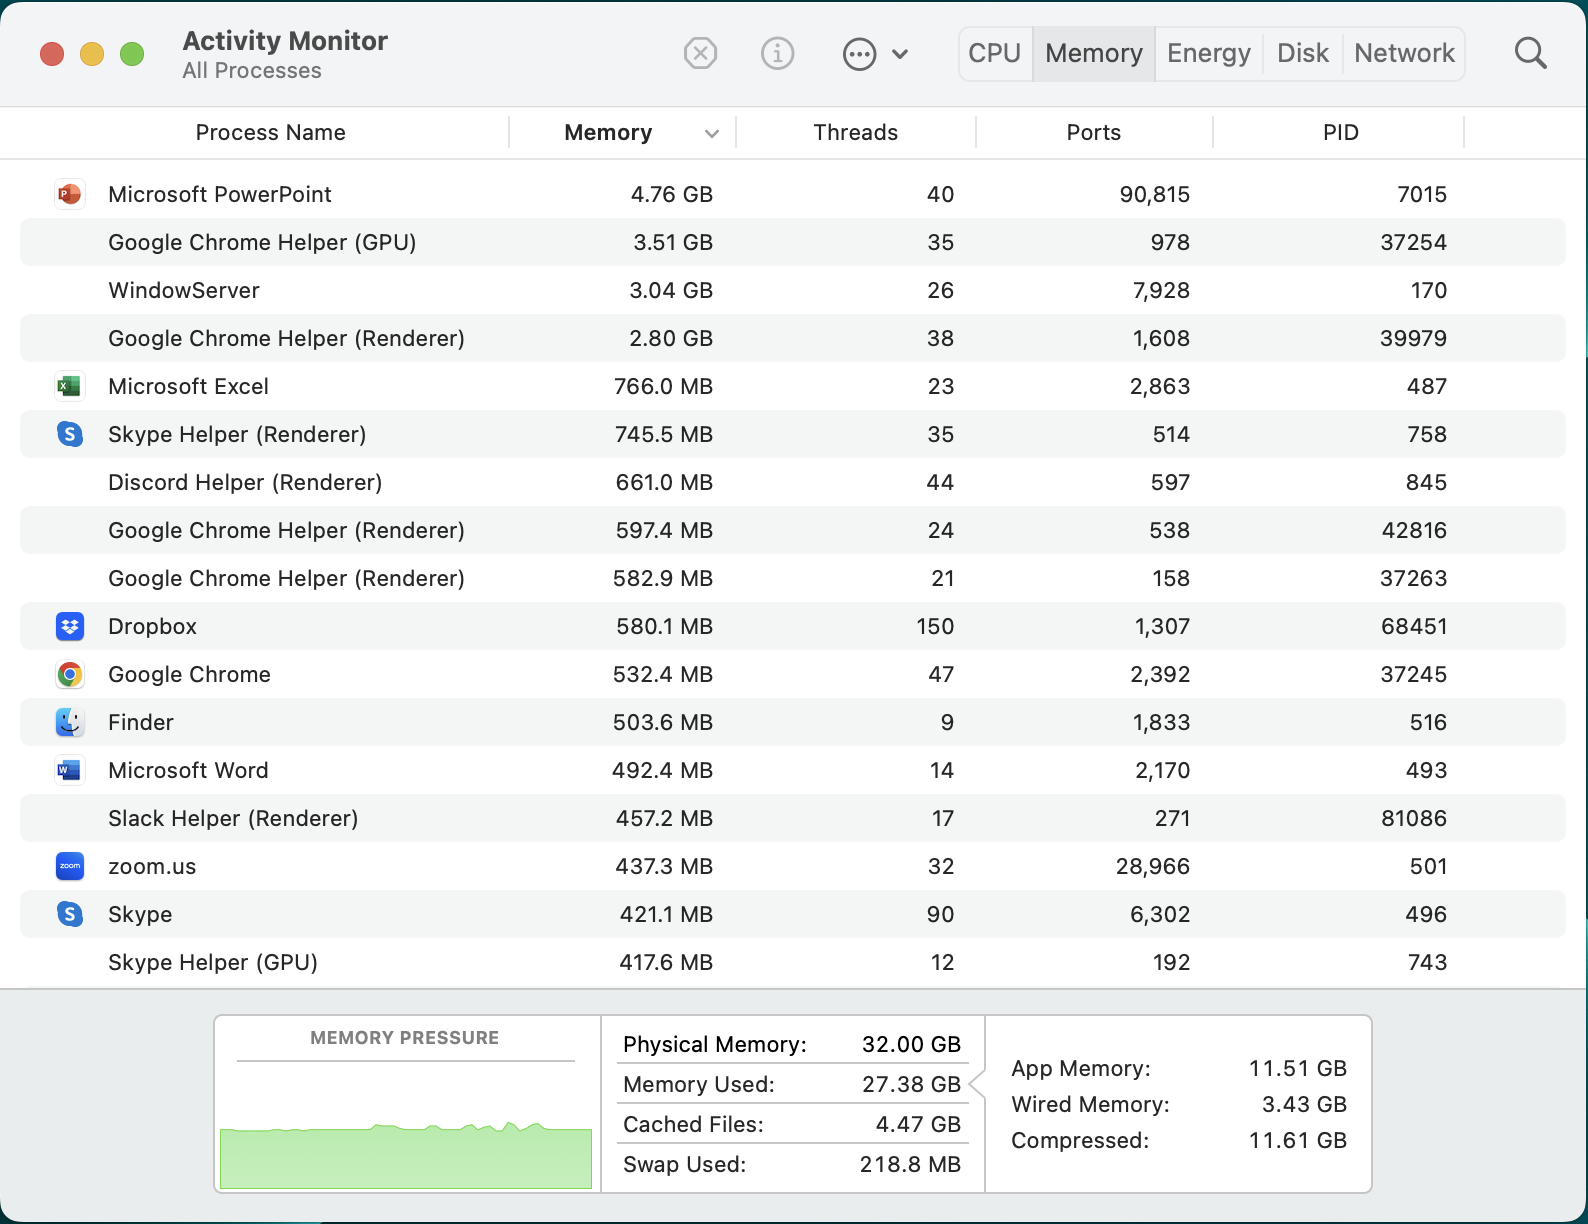 Activity Monitor
All Processes
CPU Memory Energy Disk Network
Process Name Memory Threads Ports PID
P Microsoft PowerPoint 4.76 GB 40 90,815 7015
Google Chrome Helper (GPU) 3.51 GB 35 978 37254
WindowServer 3.04 GB 26 7,928 170
Google Chrome Helper (Renderer) 2.80 GB 38 1,608 39979
X Microsoft Excel 766.0 MB 23 2,863 487
S Skype Helper (Renderer) 745.5 MB 35 514 758
Discord Helper (Renderer) 661.0 MB 44 597 845
Google Chrome Helper (Renderer) 597.4 MB 24 538 42816
Google Chrome Helper (Renderer) 582.9 MB 21 158 37263
Dropbox 580.1 MB 150 1,307 68451
Google Chrome 532.4 MB 47 2,392 37245
Finder 503.6 MB 9 1,833 516
W Microsoft Word 492.4 MB 14 2,170 493
Slack Helper (Renderer) 457.2 MB 17 271 81086
zoom zoom.us 437.3 MB 32 28,966 501
S Skype 421.1 MB 90 6,302 496
Skype Helper (GPU) 417.6 MB 12 192 743
MEMORY PRESSURE
Physical Memory: 32.00 GB
Memory Used: 27.38 GB
Cached Files: 4.47 GB
Swap Used: 218.8 MB
App Memory: 11.51 GB
Wired Memory: 3.43 GB
Compressed: 11.61 GB